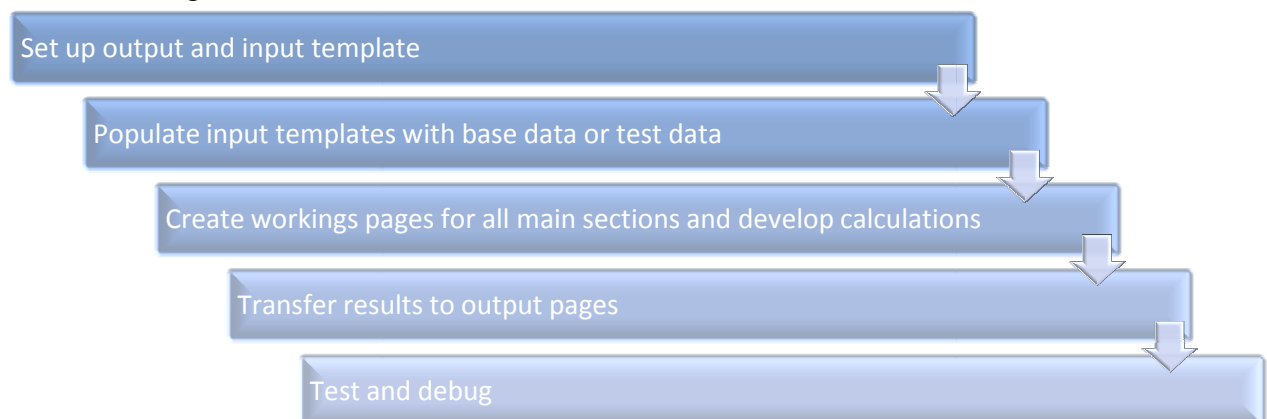 Set up output and input template
Populate input templates with base data or test data
Create workings pages for all main sections and develop calculations
Transfer results to output pages
Test and debug